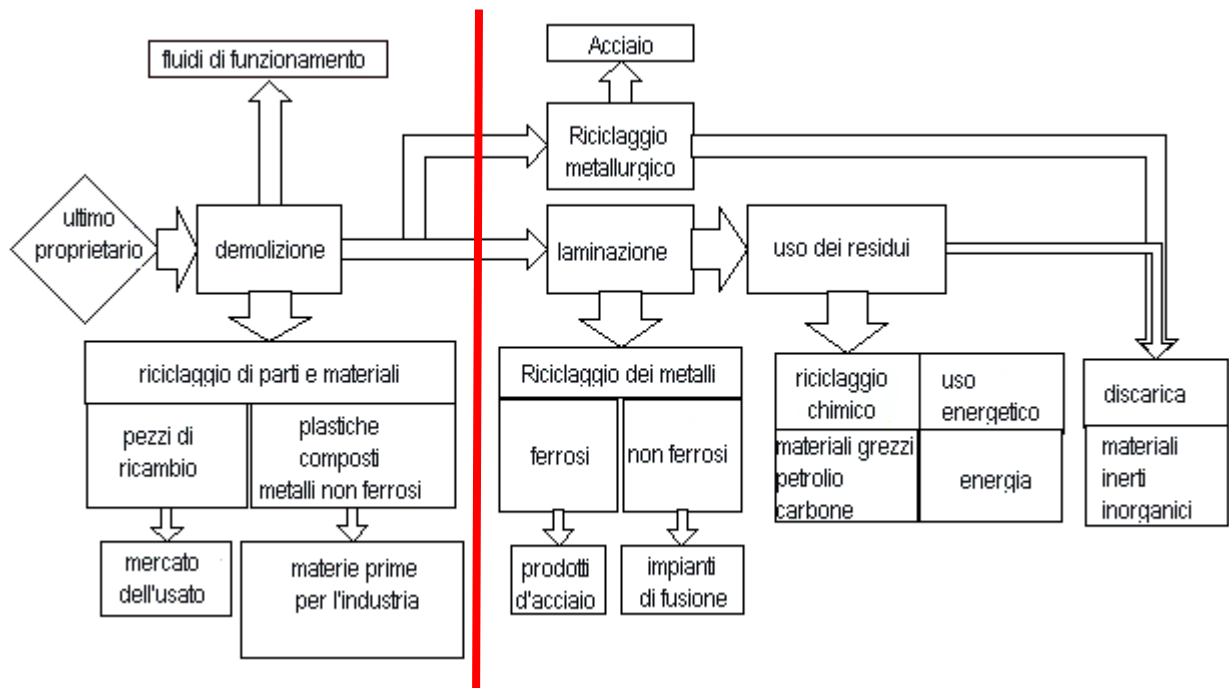 fluidi di funzionamento
Acciaio
Riciclaggio
metallurgico
ultimo
proprietario
demolizione
laminazione
uso dei residui
riciclaggio di parti e materiali
pezzi di
ricambio
plastiche
composti
metalli non ferrosi
mercato
dell'usato
materie prime
per l'industria
Riciclaggio dei metalli
ferrosi
non ferrosi
prodotti
d'acciaio
impianti
di fusione
riciclaggio
chimico
uso
energetico
materiali grezzi
petrolio
carbone
energia
discarica
materiali
inerti
inorganici